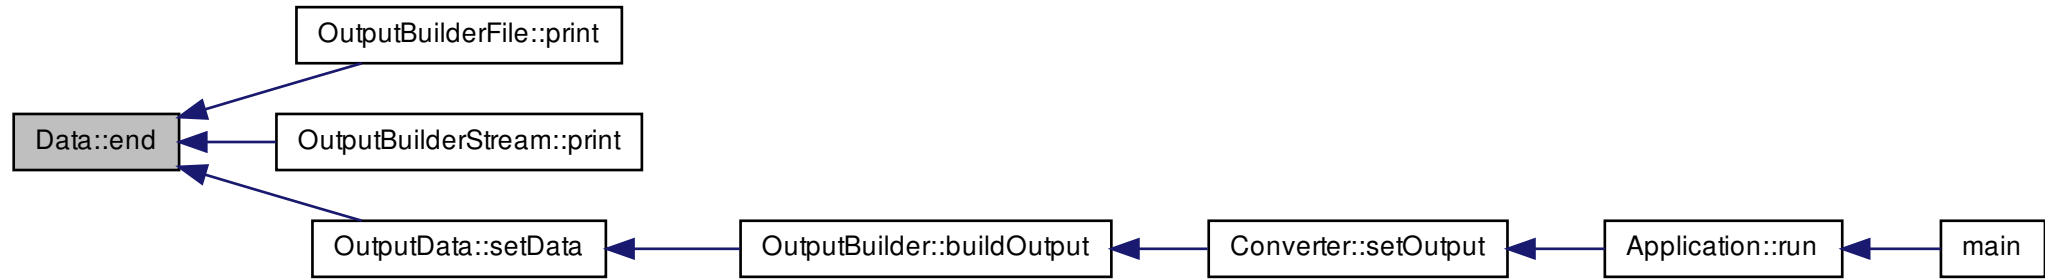 OutputBuilderFile::print
Data::end
OutputBuilderStream::print
OutputData::setData
OutputBuilder::buildOutput
Converter::setOutput
Application::run
main